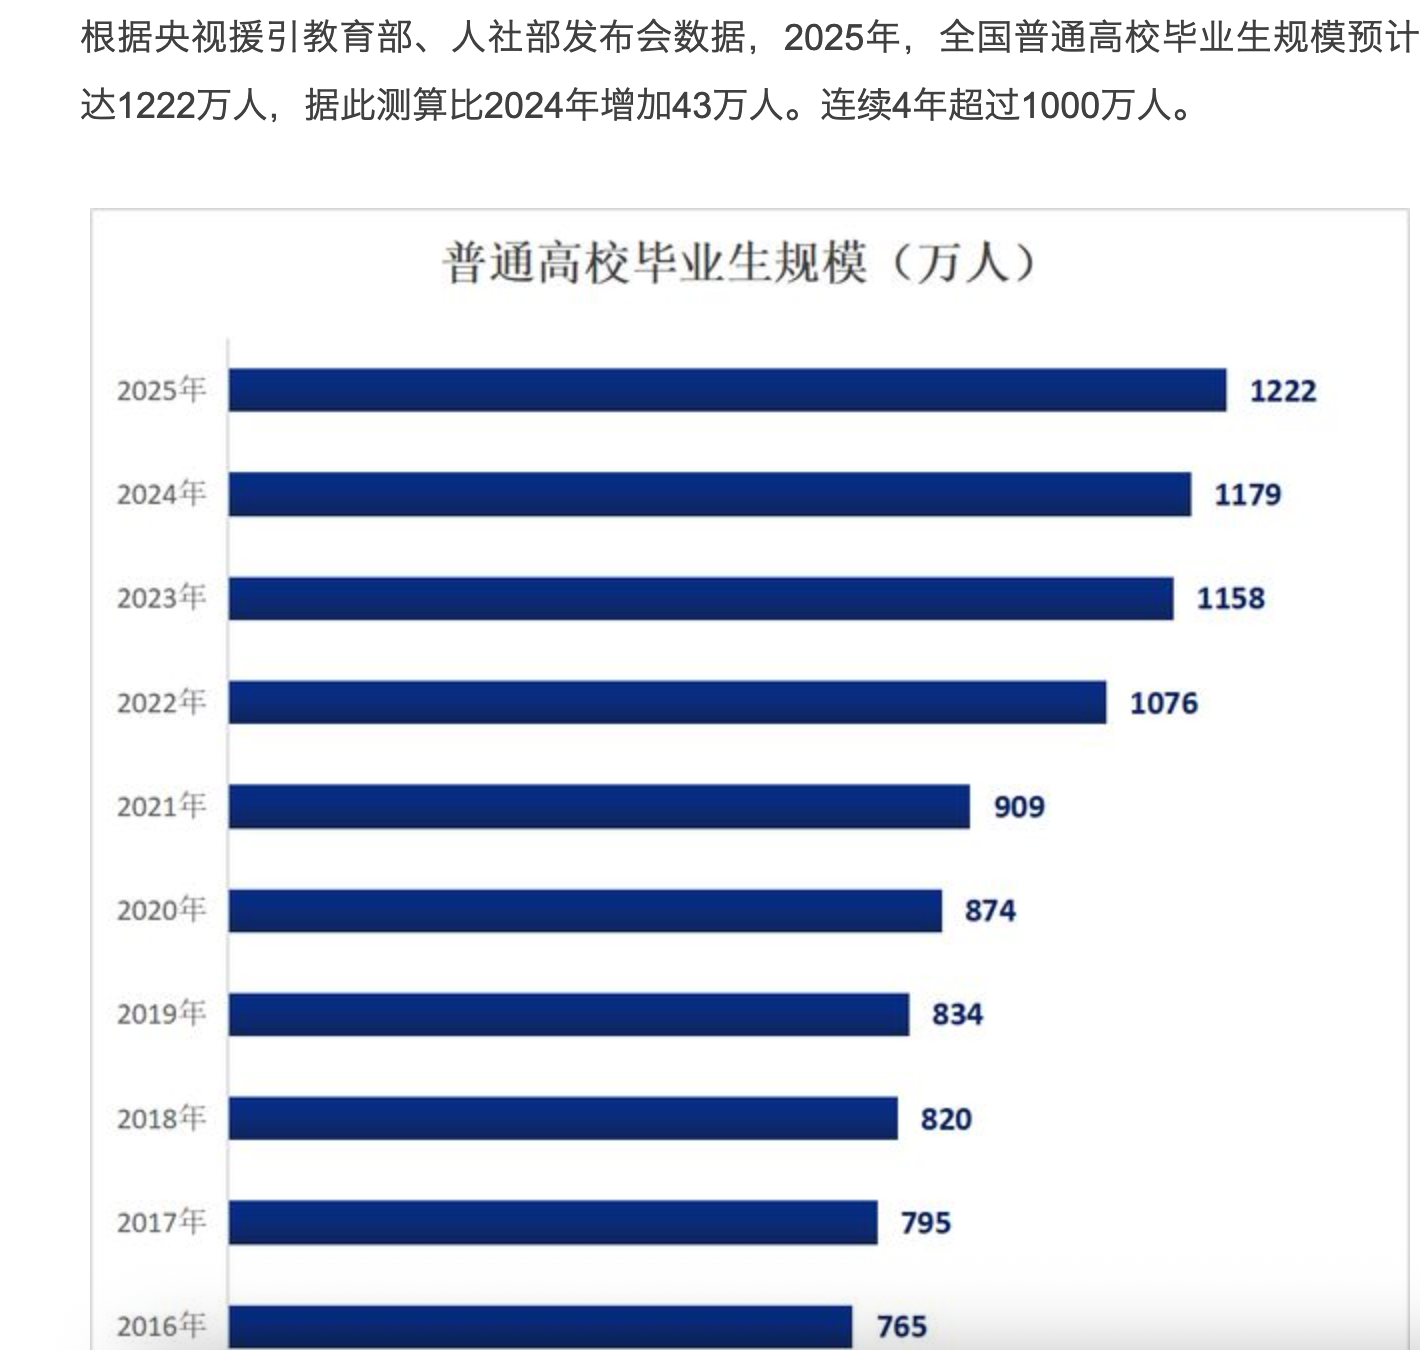 根据央视援引教育部、人社部发布会数据，2025年，全国普通高校毕业生规模预计
达1222万人，据此测算比2024年增加43万人。连续4年超过1000万人。
普通高校毕业生规模（万人）
2025年 1222
2024年 1179
2023年 1158
2022年 1076
2021年 909
2020年 874
2019年 834
2018年 820
2017年 795
2016年 765